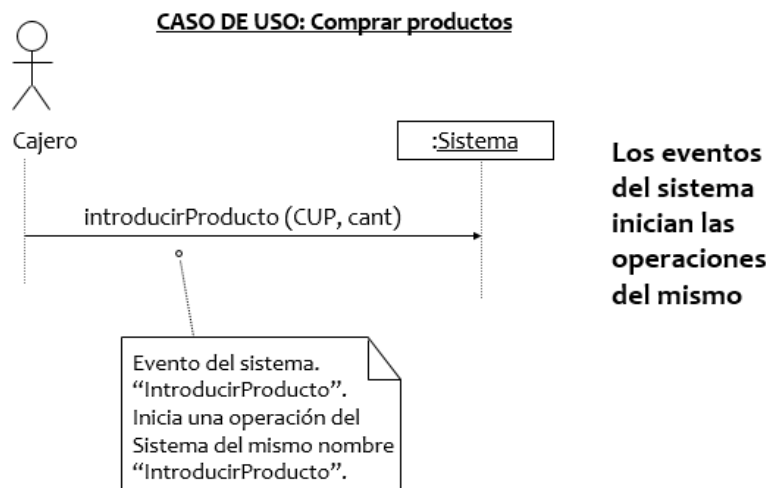 CASO DE USO: Comprar productos
Cajero
:Sistema
introducirProducto (CUP, cant)
Los eventos
del sistema
inician las
operaciones
del mismo
Evento del sistema.
“IntroducirProducto”.
Inicia una operación del
Sistema del mismo nombre
“IntroducirProducto”.